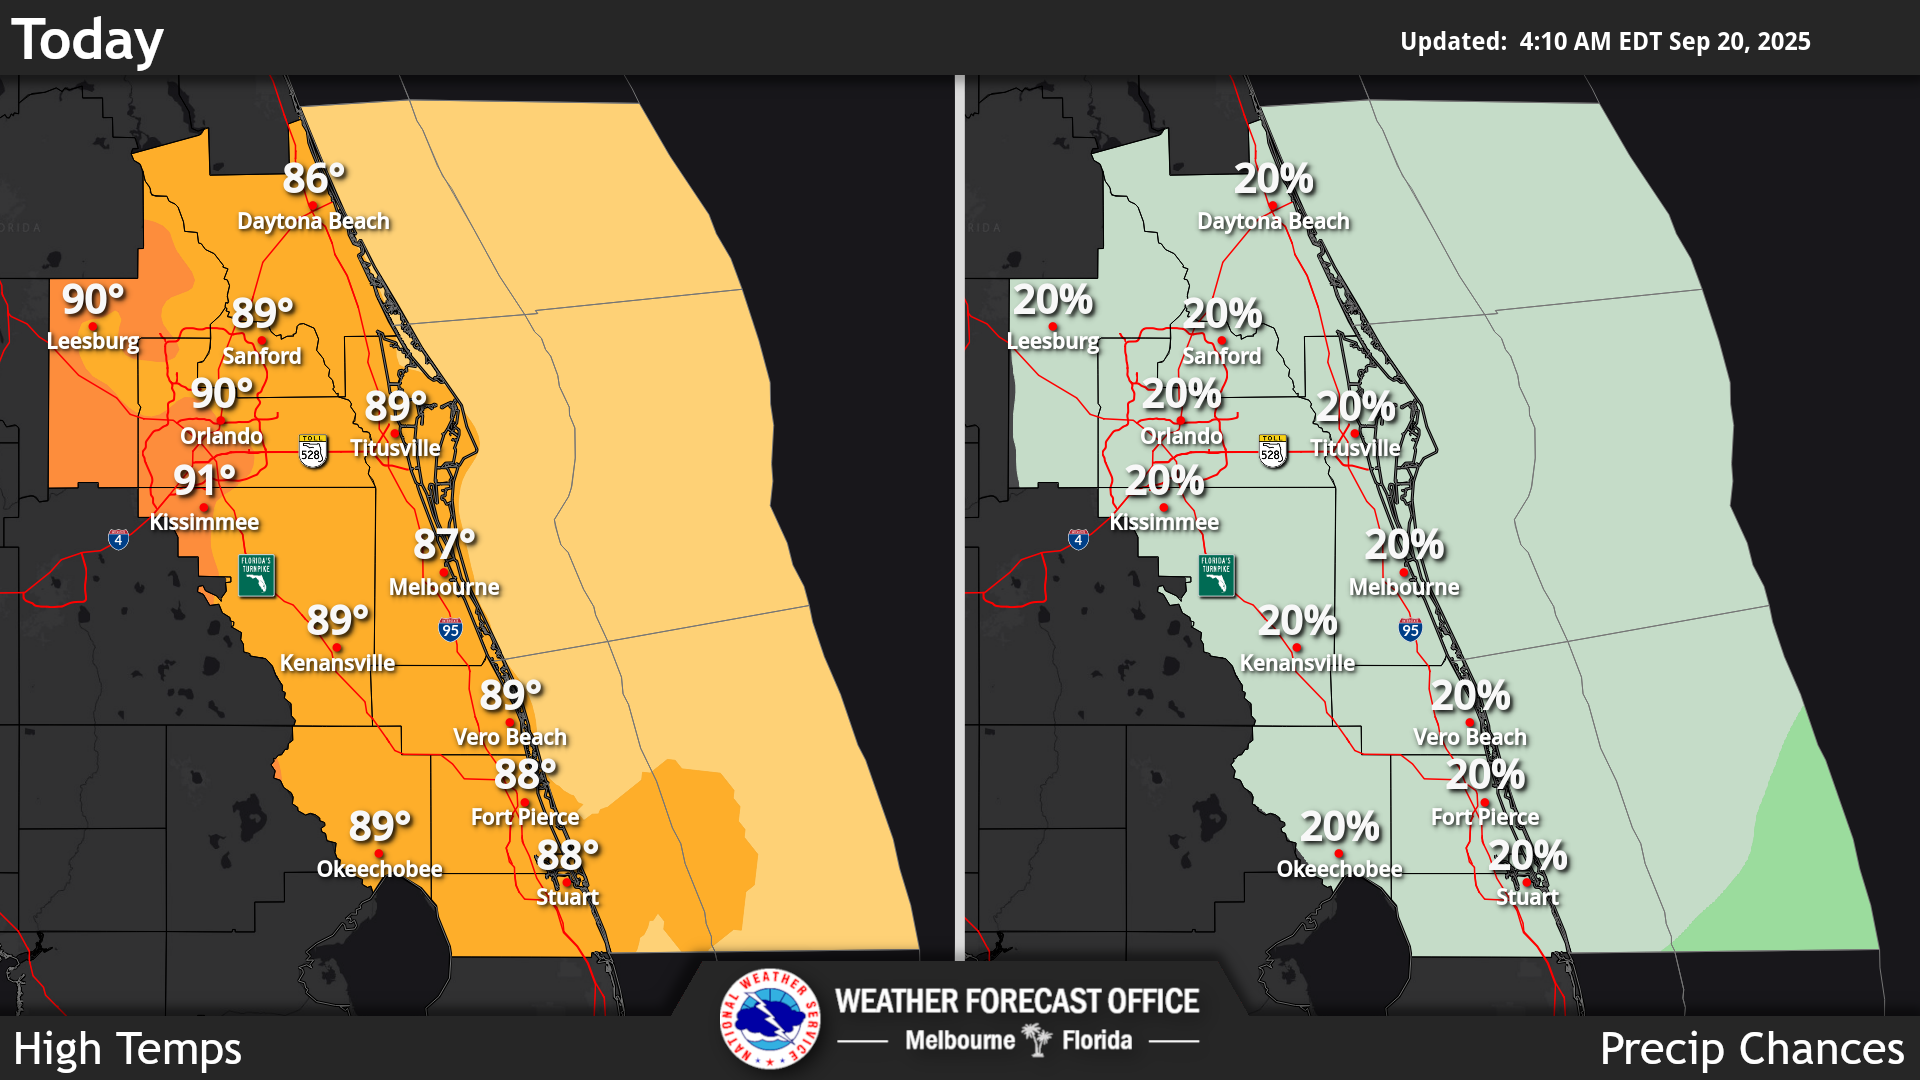 Today
Updated: 4:10 AM EDT Sep 20, 2025
86°
Daytona Beach
90°
Leesburg
89°
Sanford
90°
Orlando
89°
Titusville
TOLL
528
91°
Kissimmee
4
87°
Melbourne
FLORIDA'S
TURNPIKE
89°
Kenansville
95
89°
Vero Beach
88°
Fort Pierce
89°
Okeechobee
88°
Stuart
20%
Daytona Beach
20%
Leesburg
20%
Sanford
20%
Orlando
20%
Titusville
TOLL
528
20%
Kissimmee
4
20%
Melbourne
FLORIDA'S
TURNPIKE
20%
Kenansville
95
20%
Vero Beach
20%
Fort Pierce
20%
Okeechobee
20%
Stuart
High Temps
NATIONAL WEATHER SERVICE
WEATHER FORECAST OFFICE
Melbourne Florida
Precip Chances